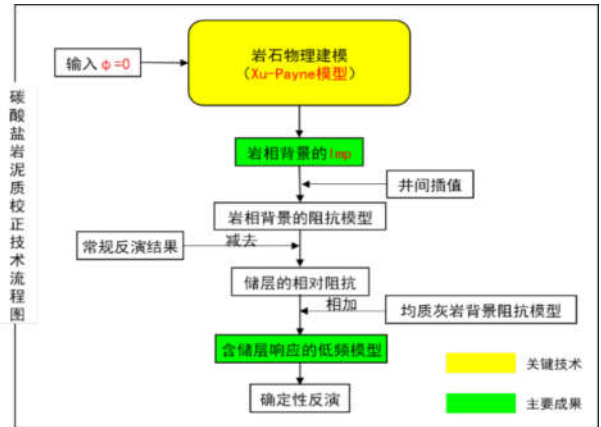 碳酸盐岩泥质校正技术流程图
输入 φ=0
岩石物理建模
（Xu-Payne模型）
岩相背景的Imp
井间插值
岩相背景的阻抗模型
常规反演结果
减去
储层的相对阻抗
相加
均质灰岩背景阻抗模型
含储层响应的低频模型
确定性反演
关键技术
主要成果